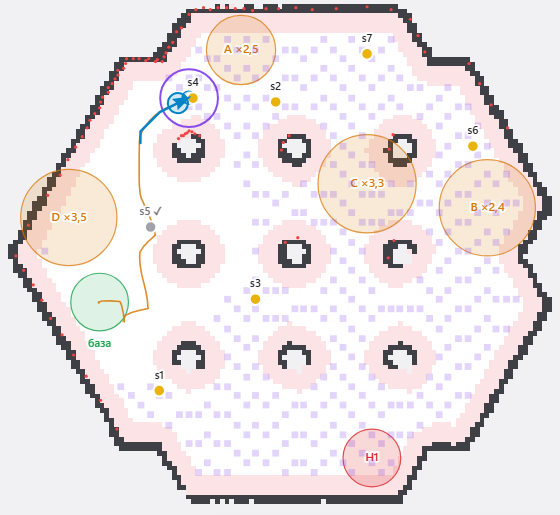 s7
A ×2,5
s4
s2
s6
C ×3,3
B ×2,4
D ×3,5
s5 ✓
s3
база
s1
H1